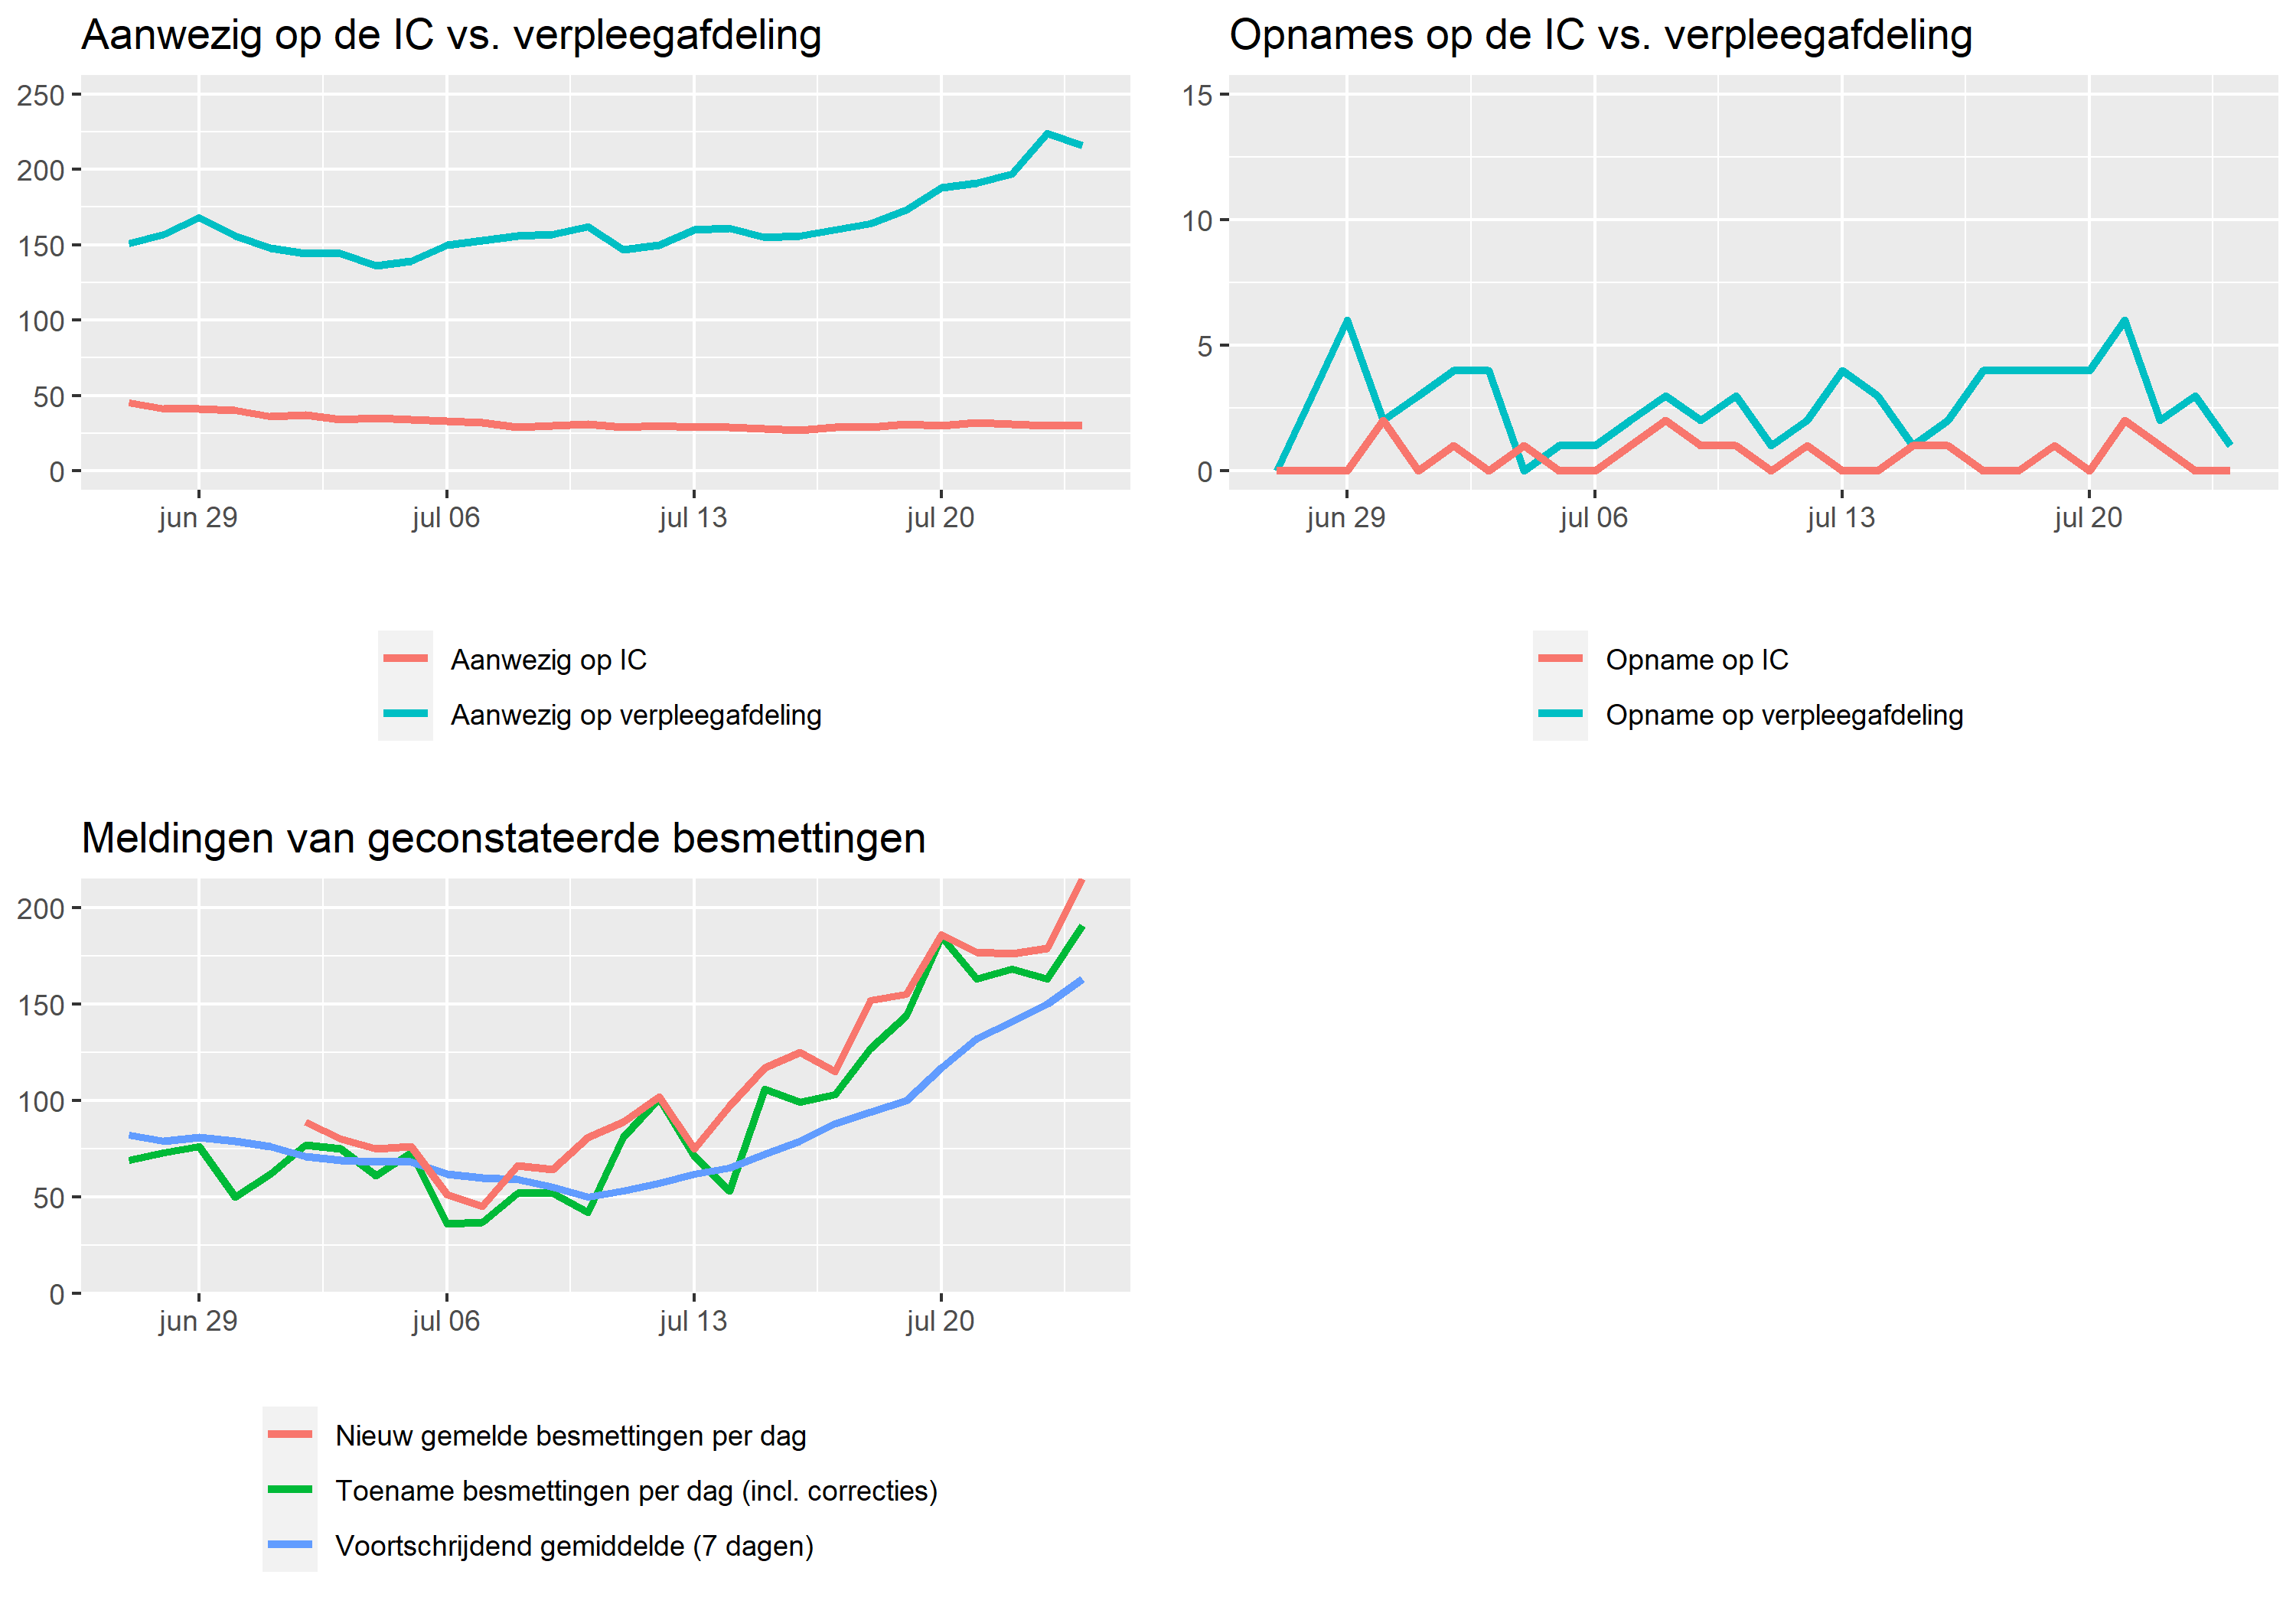 Aanwezig op de IC vs. verpleegafdeling
250
200
150
100
50
0
jun 29 jul 06 jul 13 jul 20
Aanwezig op IC
Aanwezig op verpleegafdeling
Opnames op de IC vs. verpleegafdeling
15
10
5
0
jun 29 jul 06 jul 13 jul 20
Opname op IC
Opname op verpleegafdeling
Meldingen van geconstateerde besmettingen
200
150
100
50
0
jun 29 jul 06 jul 13 jul 20
Nieuw gemelde besmettingen per dag
Toename besmettingen per dag (incl. correcties)
Voortschrijdend gemiddelde (7 dagen)